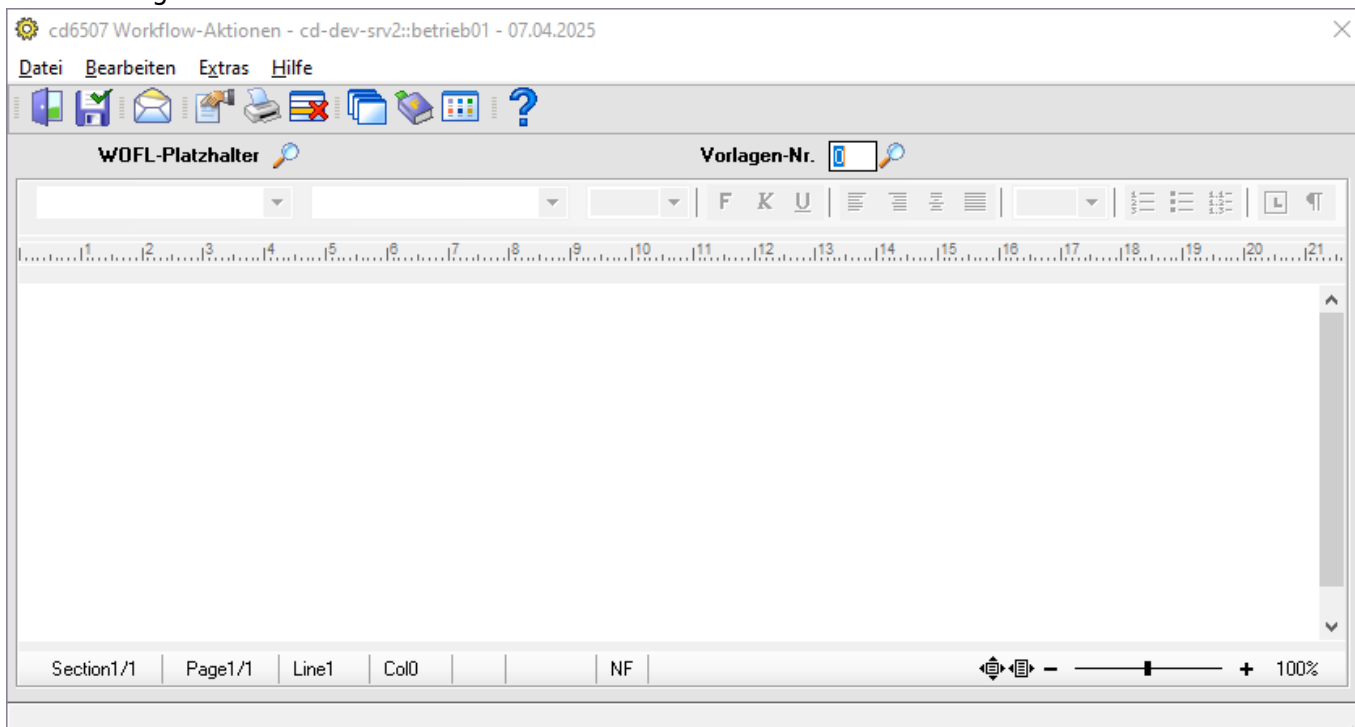 cd6507 Workflow-Aktionen - cd-dev-srv2::betrieb01 - 07.04.2025
Datei Bearbeiten Extras Hilfe
WOFL-Platzhalter Vorlagen-Nr. 0
F K U L ¶
1 2 3 4 5 6 7 8 9 10 11 12 13 14 15 16 17 18 19 20 21
Section1/1 Page1/1 Line1 Col0 NF 100%